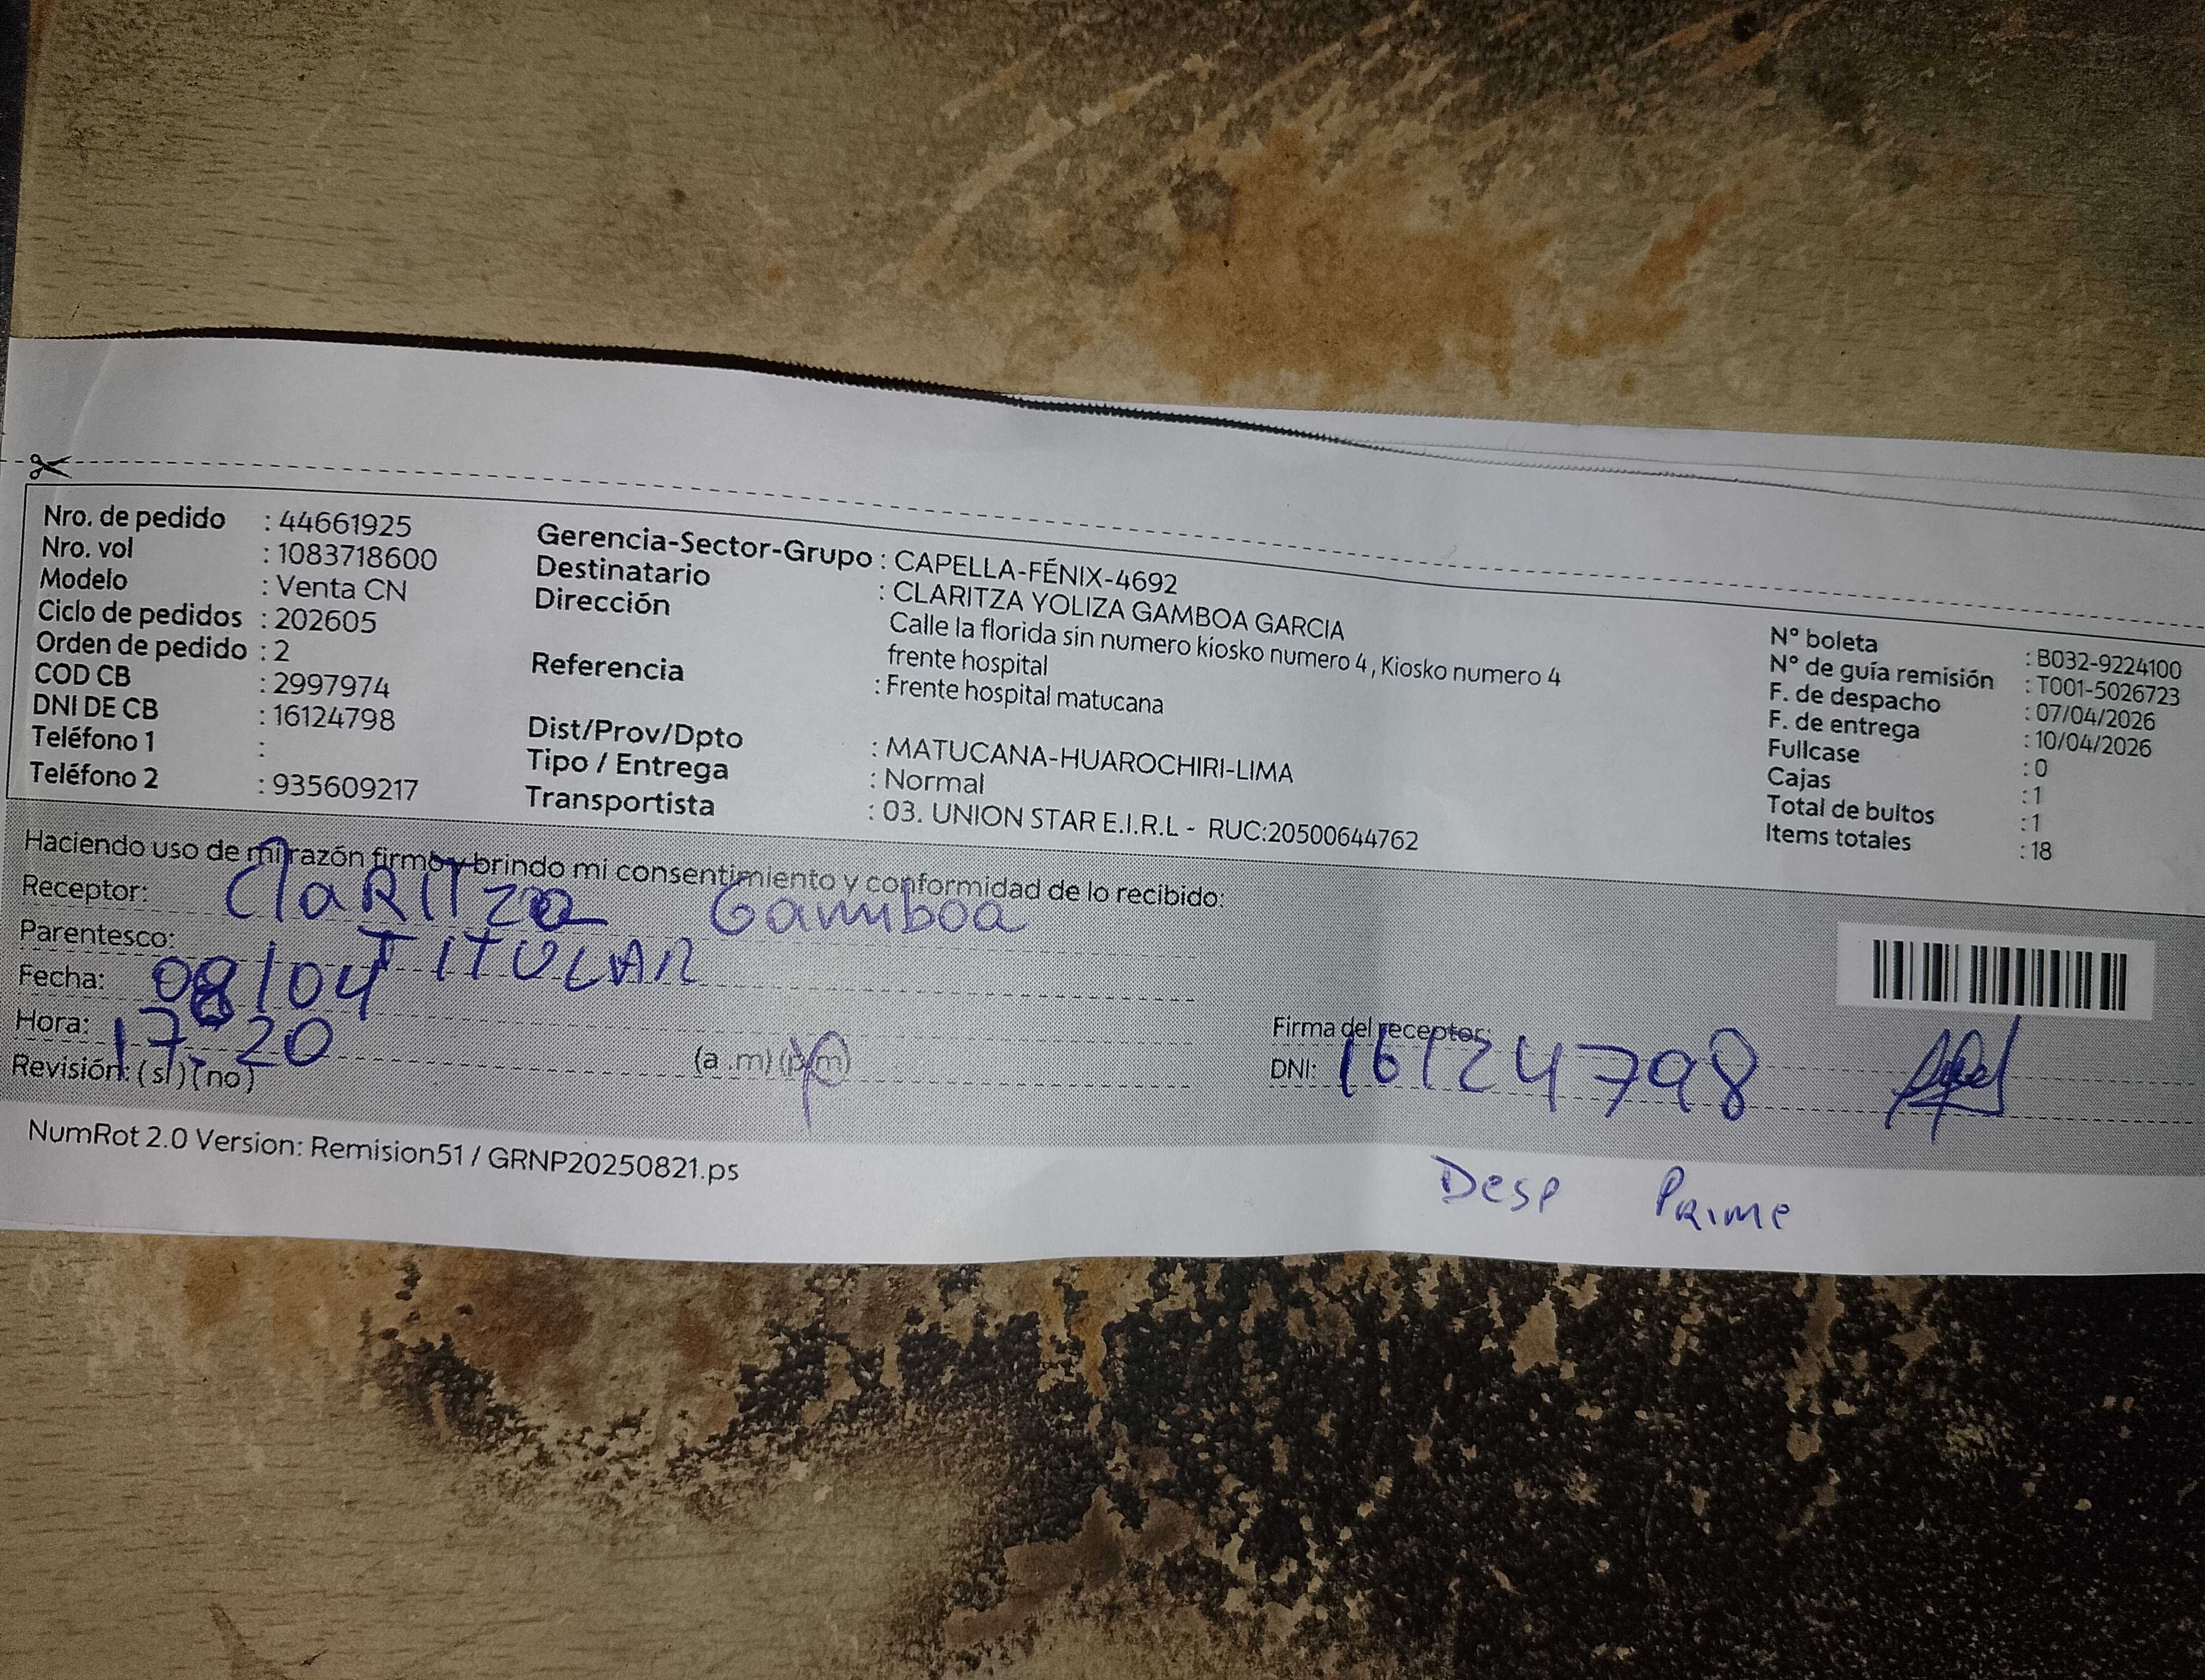 Nro. de pedido : 44661925
Nro. vol : 1083718600
Modelo : Venta CN
Ciclo de pedidos : 202605
Orden de pedido : 2
COD CB : 2997974
DNI DE CB : 16124798
Teléfono 1 :
Teléfono 2 : 935609217
Gerencia-Sector-Grupo : CAPELLA-FÉNIX-4692
Destinatario : CLARITZA YOLIZA GAMBOA GARCIA
Dirección Calle la florida sin numero kiosko numero 4, Kiosko numero 4
frente hospital
Referencia : Frente hospital matucana
Dist/Prov/Dpto : MATUCANA-HUAROCHIRI-LIMA
Tipo / Entrega : Normal
Transportista : 03. UNION STAR E.I.R.L - RUC:20500644762
N° boleta : B032-9224100
N° de guía remisión : T001-5026723
F. de despacho : 07/04/2026
F. de entrega : 10/04/2026
Fullcase : 0
Cajas : 1
Total de bultos : 1
Items totales : 18
Haciendo uso de mi razón firmo y brindo mi consentimiento y conformidad de lo recibido:
Receptor: ClaRITza Gamboa
Parentesco: TITULAR
Fecha: 08/04
Hora: 17:20 (a .m) (p.m)
Revisión: (sí) (no)
Firma del receptor:
DNI: 16124798
NumRot 2.0 Version: Remision51 / GRNP20250821.ps
Desp PRIME